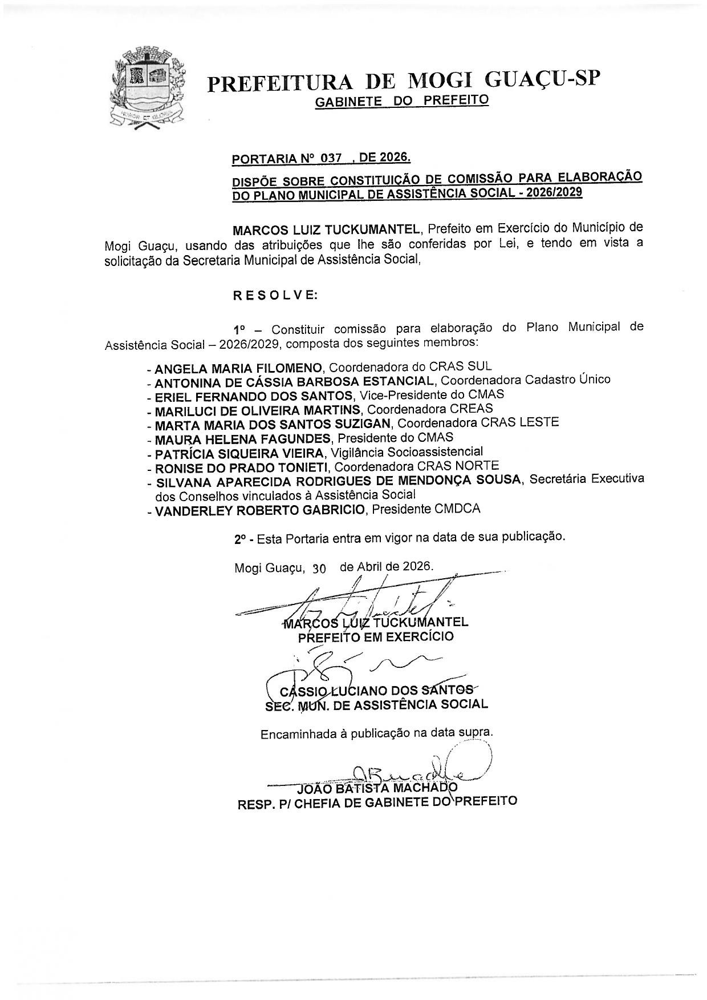 PREFEITURA DE MOGI GUAÇU-SP
GABINETE DO PREFEITO
PORTARIA Nº 037 , DE 2026.
DISPÕE SOBRE CONSTITUIÇÃO DE COMISSÃO PARA ELABORAÇÃO
DO PLANO MUNICIPAL DE ASSISTÊNCIA SOCIAL - 2026/2029
MARCOS LUIZ TUCKUMANTEL, Prefeito em Exercício do Município de
Mogi Guaçu, usando das atribuições que lhe são conferidas por Lei, e tendo em vista a
solicitação da Secretaria Municipal de Assistência Social,
R E S O L V E:
1º – Constituir comissão para elaboração do Plano Municipal de
Assistência Social – 2026/2029, composta dos seguintes membros:
- ANGELA MARIA FILOMENO, Coordenadora do CRAS SUL
- ANTONINA DE CÁSSIA BARBOSA ESTANCIAL, Coordenadora Cadastro Único
- ERIEL FERNANDO DOS SANTOS, Vice-Presidente do CMAS
- MARILUCI DE OLIVEIRA MARTINS, Coordenadora CREAS
- MARTA MARIA DOS SANTOS SUZIGAN, Coordenadora CRAS LESTE
- MAURA HELENA FAGUNDES, Presidente do CMAS
- PATRÍCIA SIQUEIRA VIEIRA, Vigilância Socioassistencial
- RONISE DO PRADO TONIETI, Coordenadora CRAS NORTE
- SILVANA APARECIDA RODRIGUES DE MENDONÇA SOUSA, Secretária Executiva
dos Conselhos vinculados à Assistência Social
- VANDERLEY ROBERTO GABRICIO, Presidente CMDCA
2º - Esta Portaria entra em vigor na data de sua publicação.
Mogi Guaçu, 30 de Abril de 2026.
MARCOS LUIZ TUCKUMANTEL
PREFEITO EM EXERCÍCIO
CÁSSIO LUCIANO DOS SANTOS
SEC. MUN. DE ASSISTÊNCIA SOCIAL
Encaminhada à publicação na data supra.
JOÃO BATISTA MACHADO
RESP. P/ CHEFIA DE GABINETE DO PREFEITO